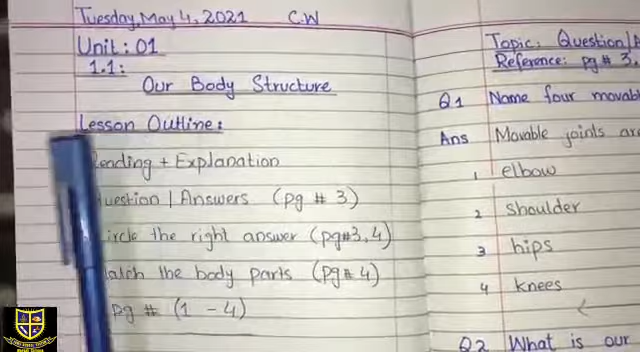 Tuesday, May 4, 2021 C.W
Unit: 01
1.1:
Our Body Structure
Lesson Outline:
Reading + Explanation
Question / Answers (pg # 3)
circle the right answer (pg#3,4)
Match the body parts (pg# 4)
pg # (1 - 4)
Topic: Question/A
Reference: pg # 3,
Q1 Name four movabl
Ans Movable joints are
1 elbow
2 shoulder
3 hips
4 knees
Q2 What is our